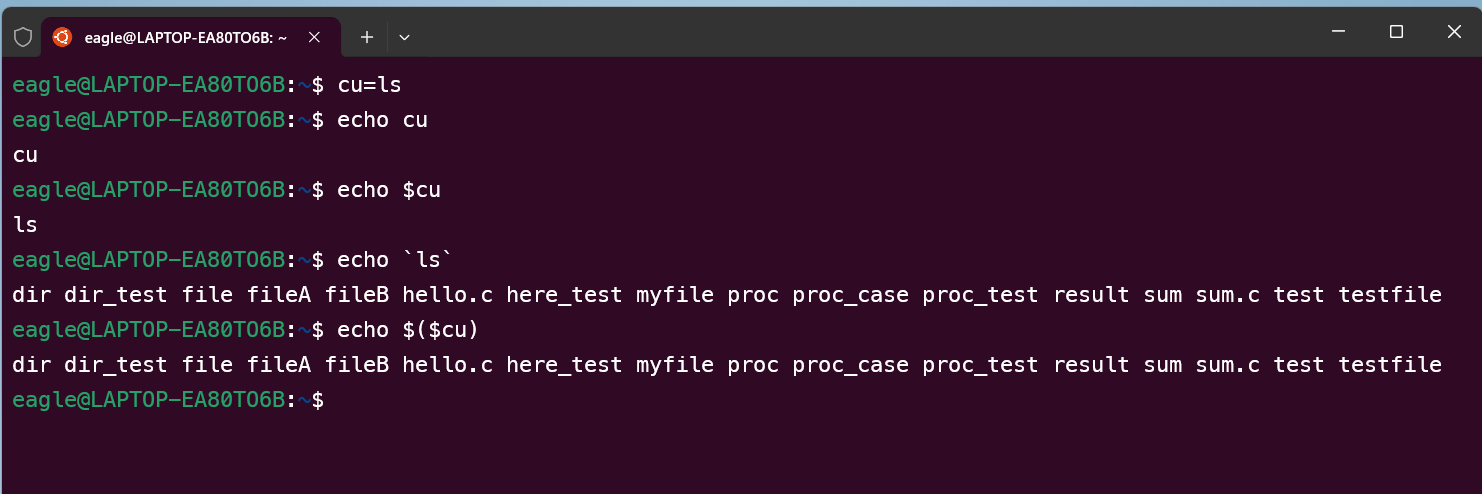 eagle@LAPTOP-EA80TO6B: ~
eagle@LAPTOP-EA80TO6B:~$ cu=ls
eagle@LAPTOP-EA80TO6B:~$ echo cu
cu
eagle@LAPTOP-EA80TO6B:~$ echo $cu
ls
eagle@LAPTOP-EA80TO6B:~$ echo `ls`
dir dir_test file fileA fileB hello.c here_test myfile proc proc_case proc_test result sum sum.c test testfile
eagle@LAPTOP-EA80TO6B:~$ echo $($cu)
dir dir_test file fileA fileB hello.c here_test myfile proc proc_case proc_test result sum sum.c test testfile
eagle@LAPTOP-EA80TO6B:~$